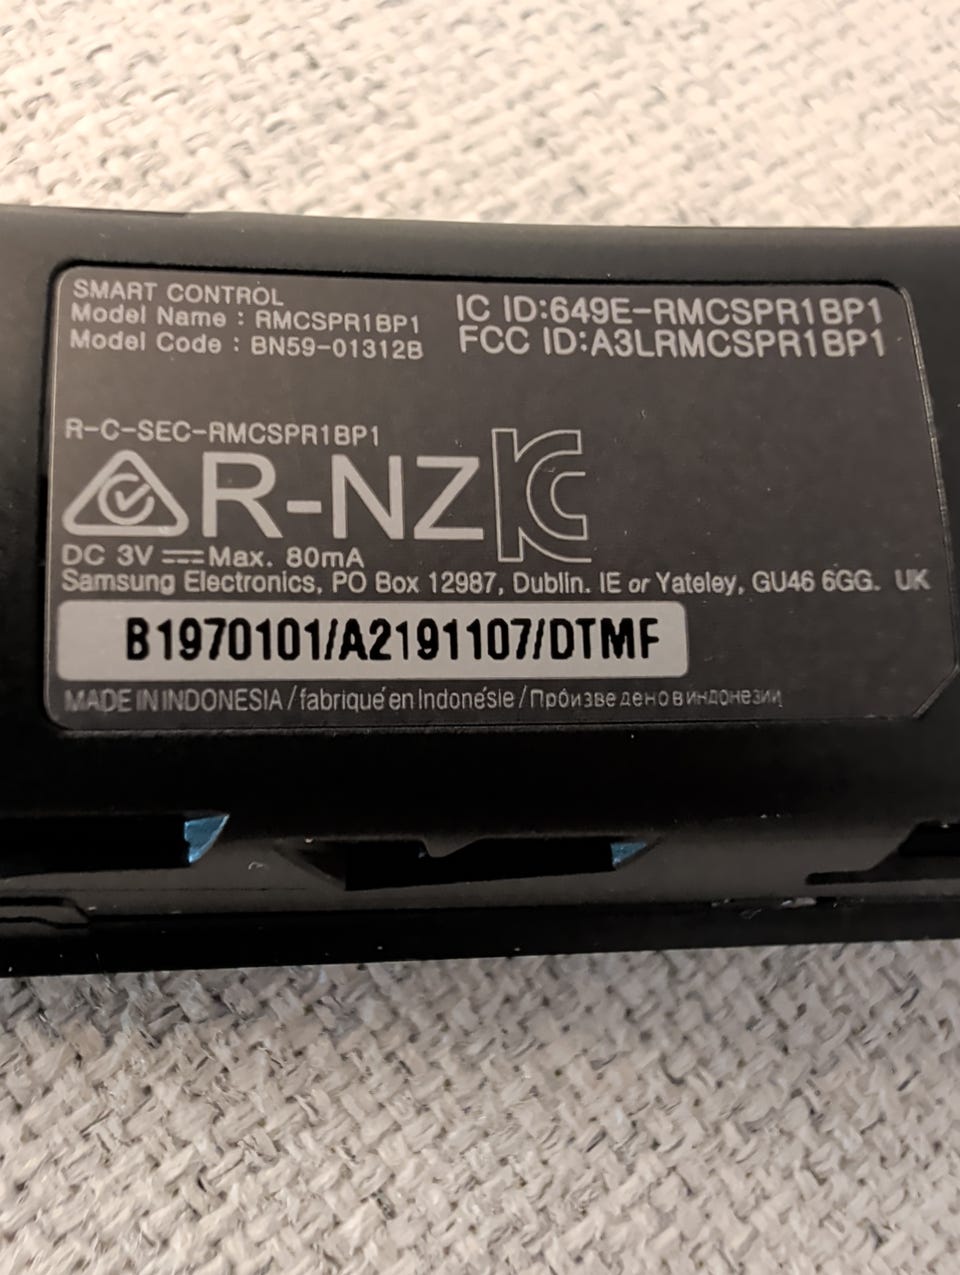 SMART CONTROL
Model Name : RMCSPR1BP1
Model Code : BN59-01312B
IC ID:649E-RMCSPR1BP1
FCC ID:A3LRMCSPR1BP1
R-C-SEC-RMCSPR1BP1
R-NZ
DC 3V ⎓ Max. 80mA
Samsung Electronics, PO Box 12987, Dublin. IE or Yateley, GU46 6GG. UK
B1970101/A2191107/DTMF
MADE IN INDONESIA / fabriqué en Indonésie / Пройзведено в индонезии